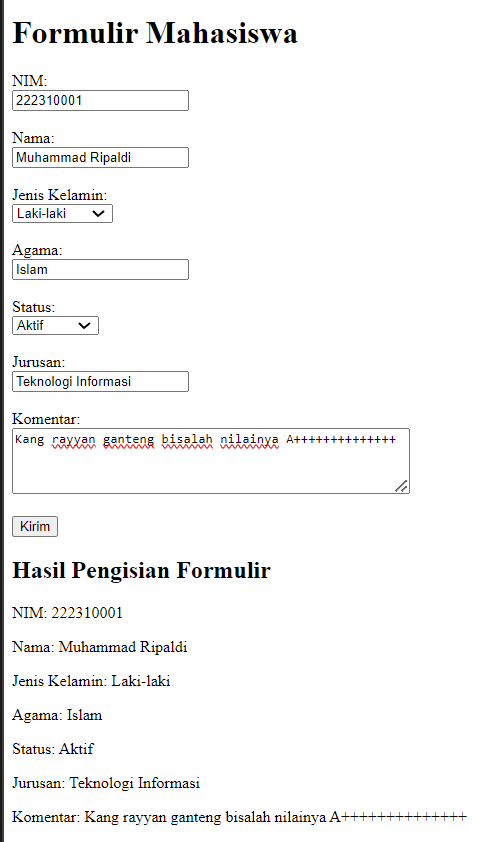 Formulir Mahasiswa
NIM:
222310001
Nama:
Muhammad Ripaldi
Jenis Kelamin:
Laki-laki
Agama:
Islam
Status:
Aktif
Jurusan:
Teknologi Informasi
Komentar:
Kang rayyan ganteng bisalah nilainya A++++++++++++++
Kirim
Hasil Pengisian Formulir
NIM: 222310001
Nama: Muhammad Ripaldi
Jenis Kelamin: Laki-laki
Agama: Islam
Status: Aktif
Jurusan: Teknologi Informasi
Komentar: Kang rayyan ganteng bisalah nilainya A++++++++++++++